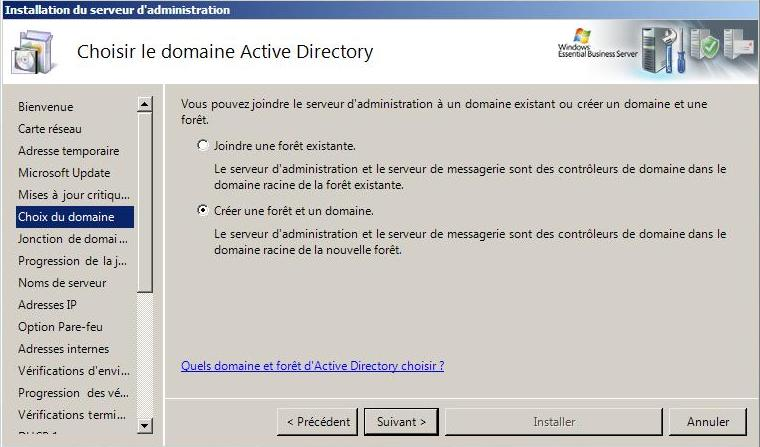 Installation du serveur d'administration
Choisir le domaine Active Directory
Windows
Essential Business Server
Bienvenue
Carte réseau
Adresse temporaire
Microsoft Update
Mises à jour critiqu...
Choix du domaine
Jonction de domai...
Progression de la j...
Noms de serveur
Adresses IP
Option Pare-feu
Adresses internes
Vérifications d'envi...
Progression des vé...
Vérifications termi...
Vous pouvez joindre le serveur d'administration à un domaine existant ou créer un domaine et une
forêt.
Joindre une forêt existante.
Le serveur d'administration et le serveur de messagerie sont des contrôleurs de domaine dans le
domaine racine de la forêt existante.
Créer une forêt et un domaine.
Le serveur d'administration et le serveur de messagerie sont des contrôleurs de domaine dans le
domaine racine de la nouvelle forêt.
Quels domaine et forêt d'Active Directory choisir ?
< Précédent
Suivant >
Installer
Annuler